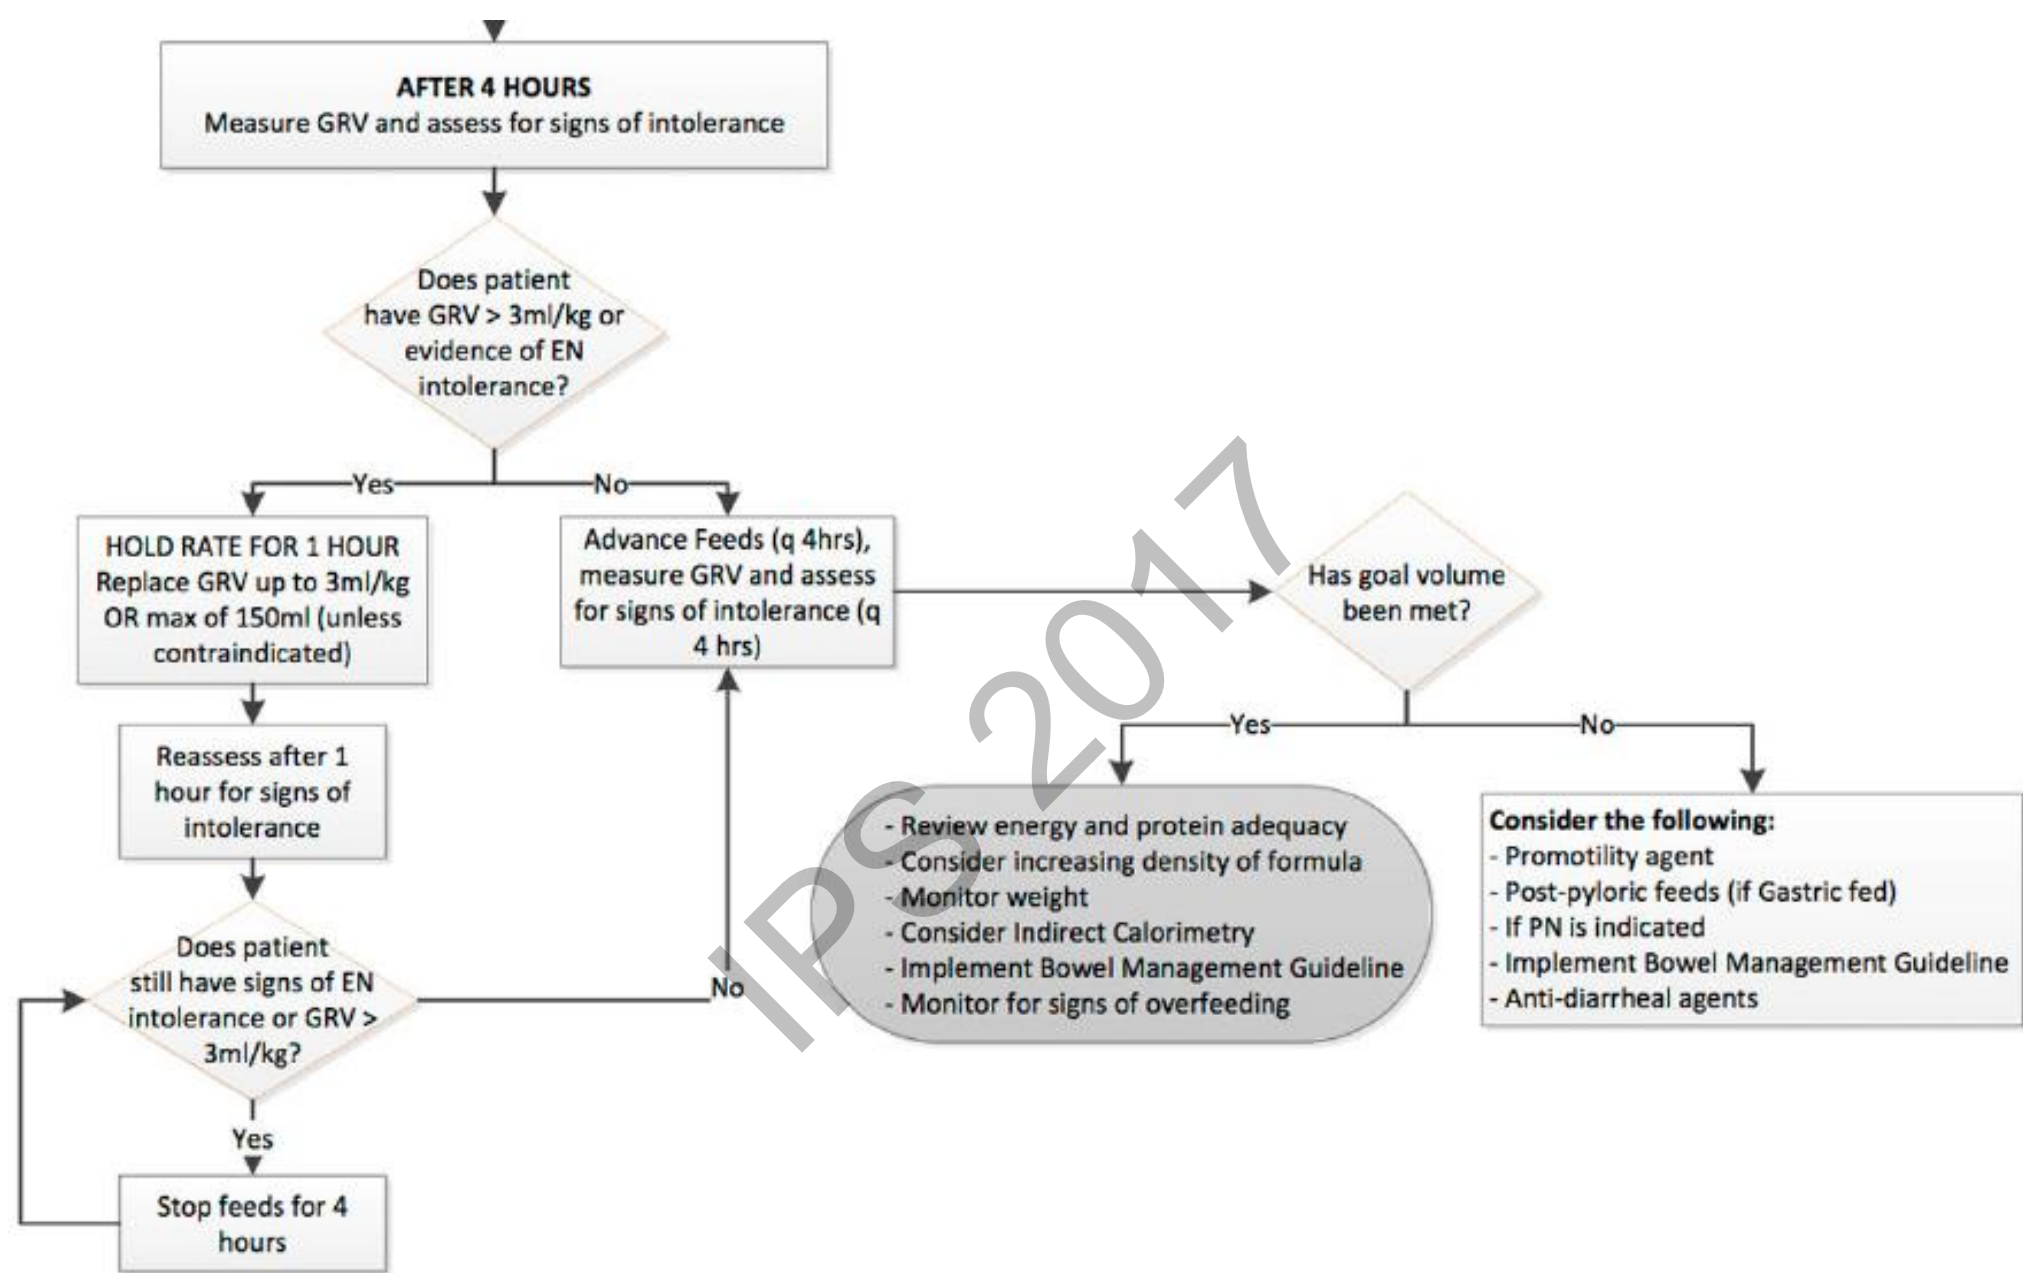 AFTER 4 HOURS
Measure GRV and assess for signs of intolerance
Does patient
have GRV > 3ml/kg or
evidence of EN
intolerance?
Yes
No
HOLD RATE FOR 1 HOUR
Replace GRV up to 3ml/kg
OR max of 150ml (unless
contraindicated)
Advance Feeds (q 4hrs),
measure GRV and assess
for signs of intolerance (q
4 hrs)
Has goal volume
been met?
Reassess after 1
hour for signs of
intolerance
Yes
No
Does patient
still have signs of EN
intolerance or GRV >
3ml/kg?
No
Yes
Stop feeds for 4
hours
- Review energy and protein adequacy
- Consider increasing density of formula
- Monitor weight
- Consider Indirect Calorimetry
- Implement Bowel Management Guideline
- Monitor for signs of overfeeding
Consider the following:
- Promotility agent
- Post-pyloric feeds (if Gastric fed)
- If PN is indicated
- Implement Bowel Management Guideline
- Anti-diarrheal agents
IPS 2017